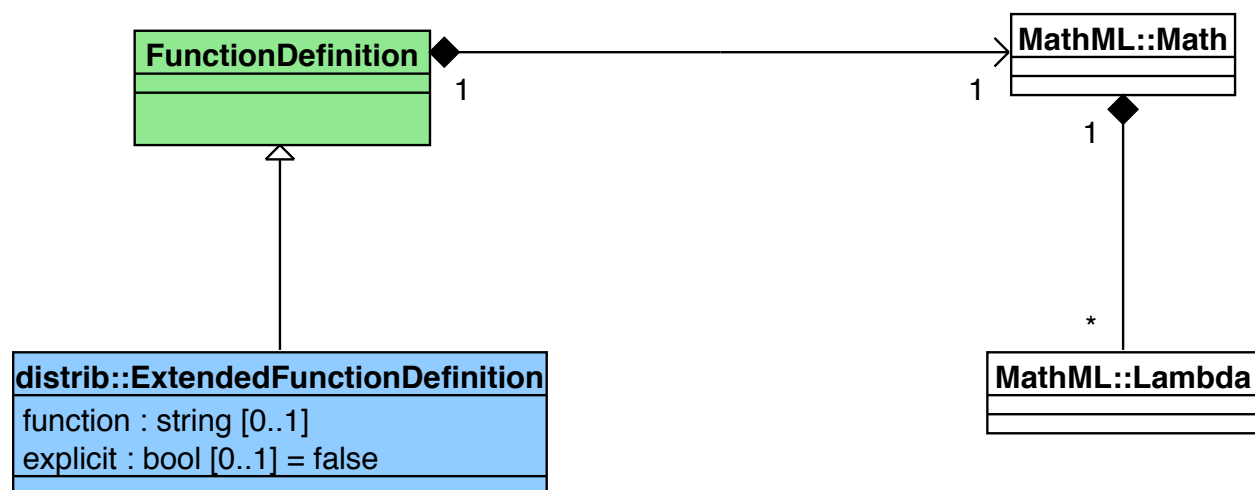 FunctionDefinition
MathML::Math
1
1
1
*
distrib::ExtendedFunctionDefinition
function : string [0..1]
explicit : bool [0..1] = false
MathML::Lambda